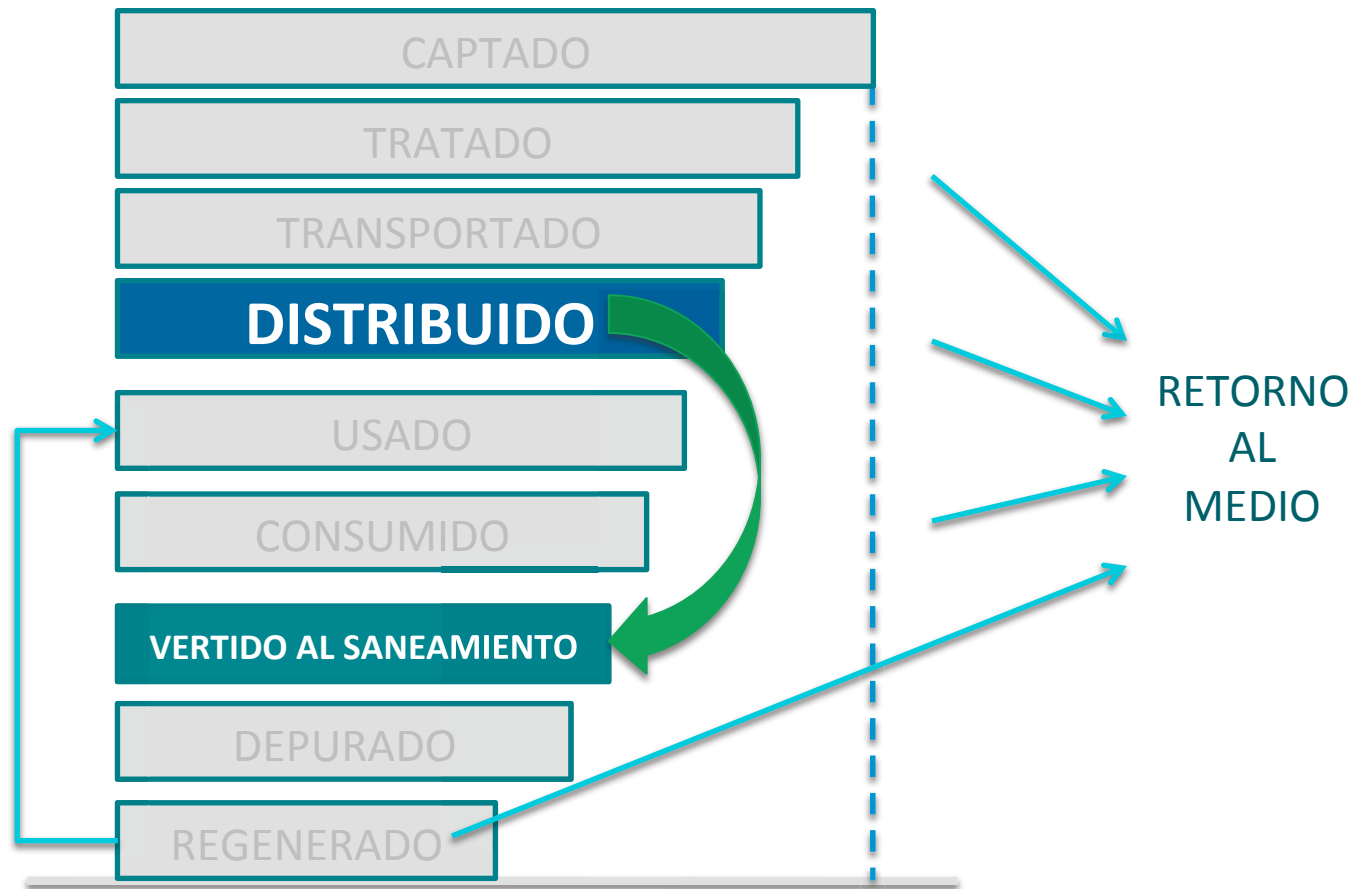 CAPTADO
TRATADO
TRANSPORTADO
DISTRIBUIDO
USADO
CONSUMIDO
VERTIDO AL SANEAMIENTO
DEPURADO
REGENERADO
RETORNO
AL
MEDIO